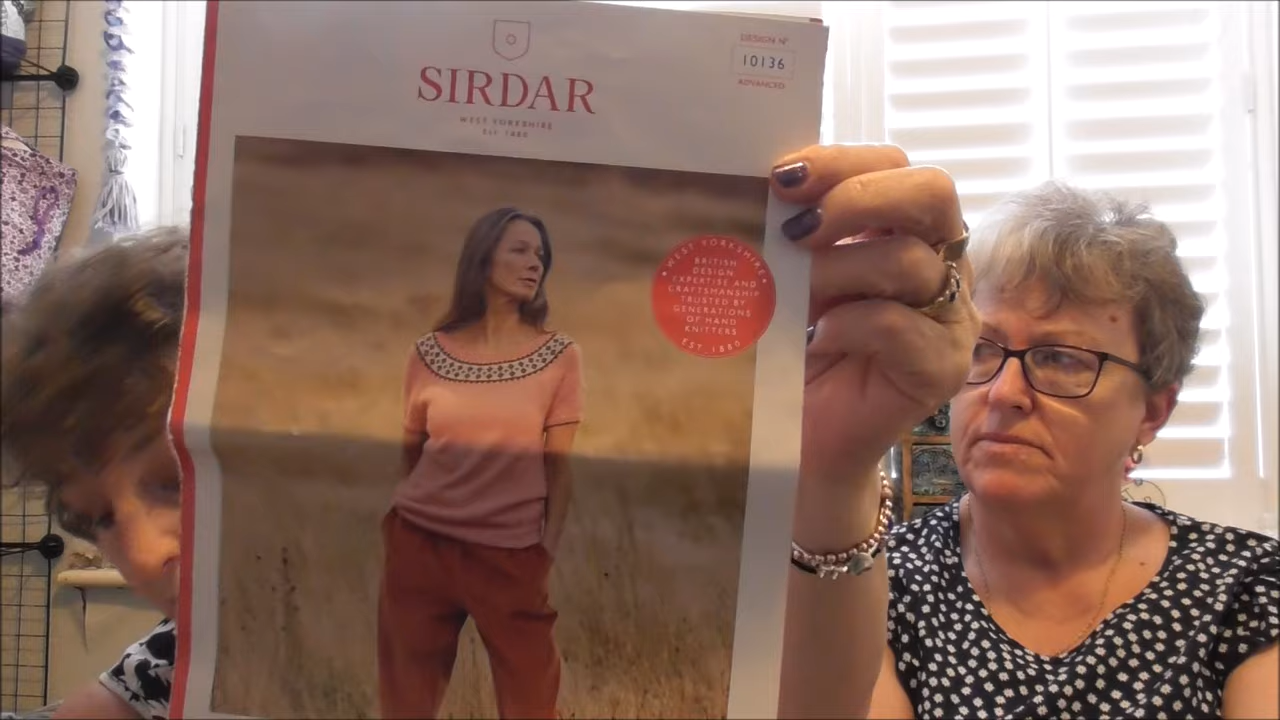 SIRDAR
WEST YORKSHIRE
EST 1880
DESIGN Nº
10136
ADVANCED
• WEST YORKSHIRE •
BRITISH
DESIGN
EXPERTISE AND
CRAFTSMANSHIP
TRUSTED BY
GENERATIONS
OF HAND
KNITTERS
EST. 1880